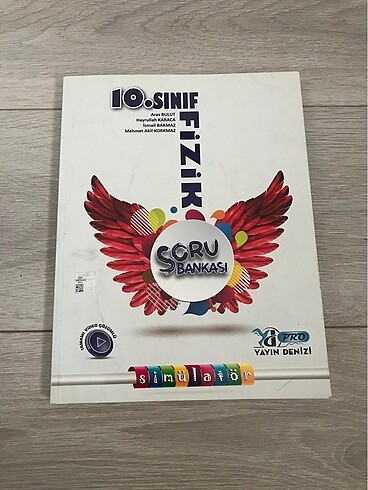 10.SINIF
Aras BULUT
Hayrullah KARACA
İsmail BAKMAZ
Mehmet Akif KORKMAZ
FİZİK
SORU
BANKASI
PRO
YAYIN DENİZİ
TAMAMI VIDEO ÇÖZÜMLÜ
simülatör